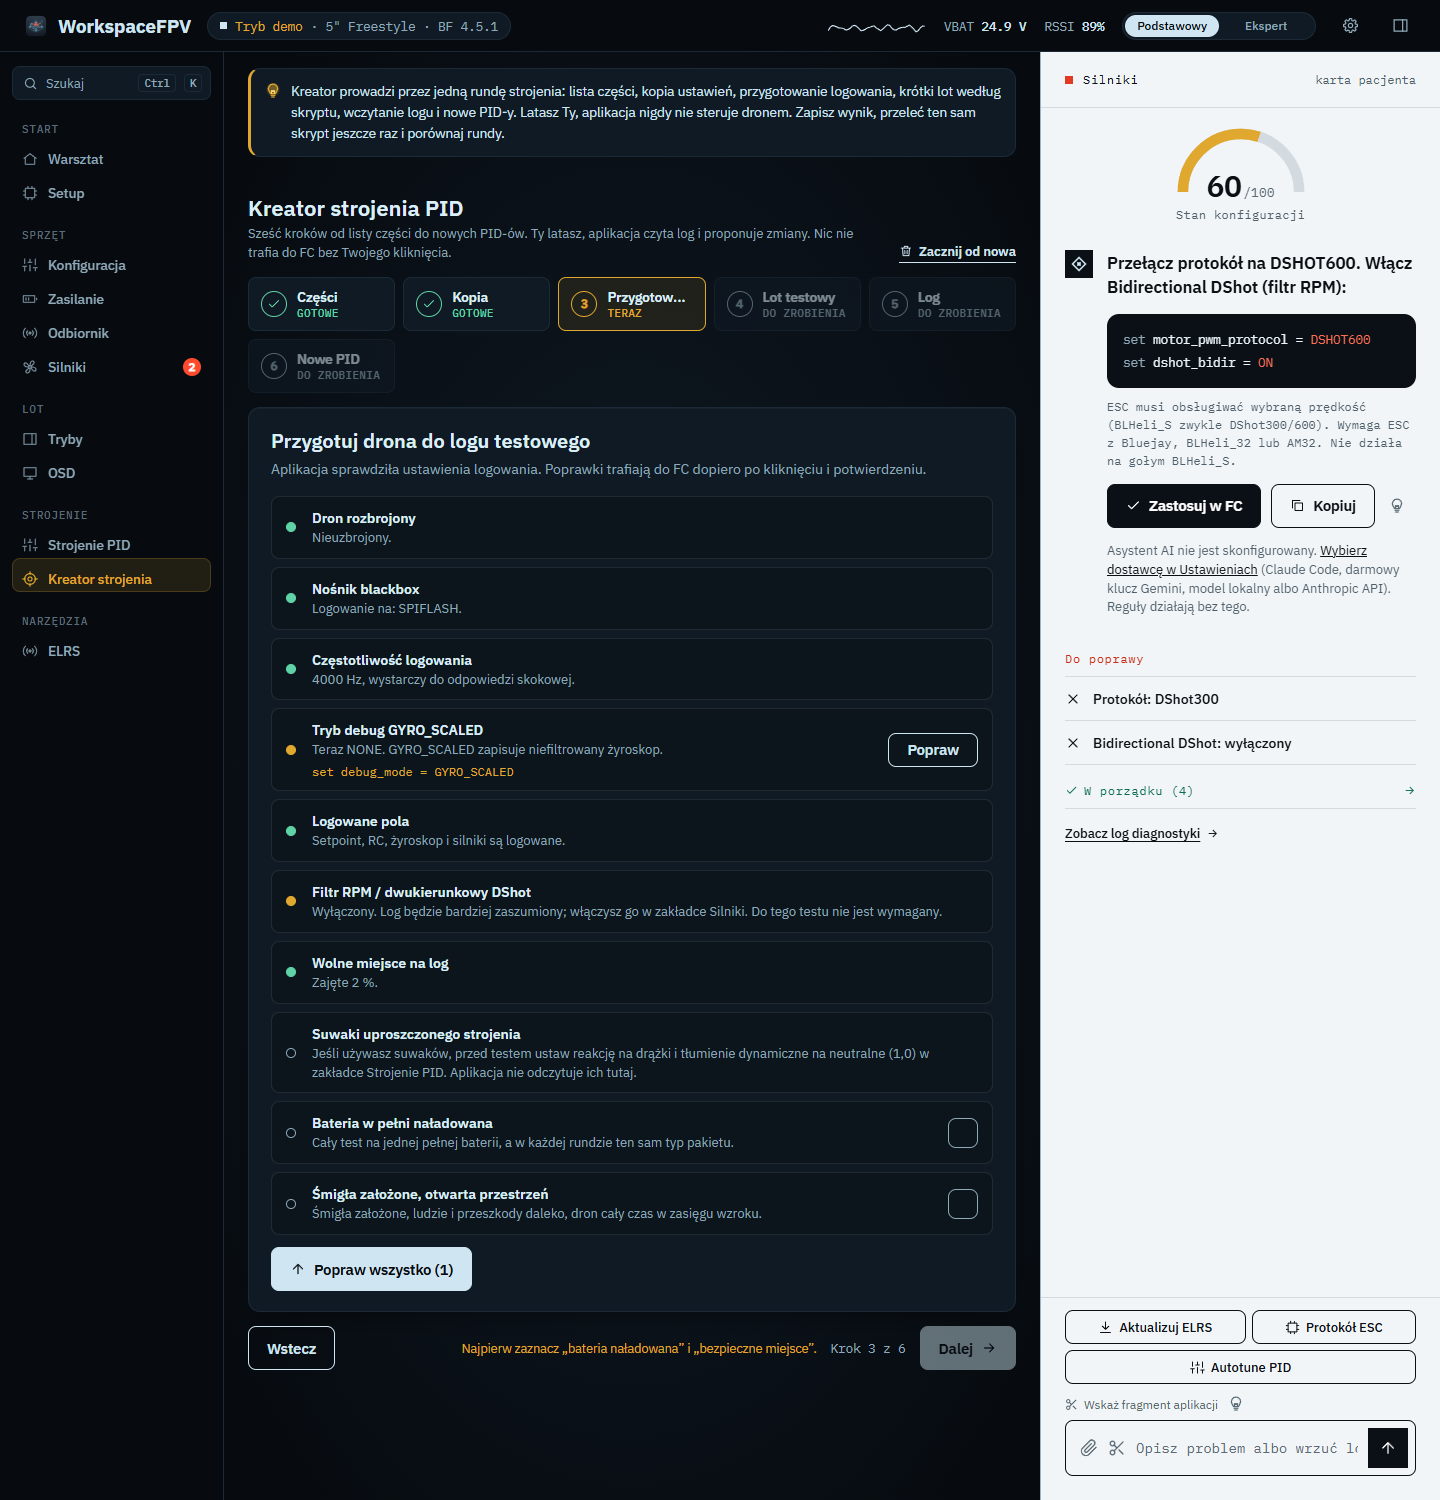 WorkspaceFPV
Tryb demo · 5" Freestyle · BF 4.5.1
VBAT 24.9 V
RSSI 89%
Podstawowy
Ekspert
Szukaj
Ctrl K
START
Warsztat
Setup
SPRZĘT
Konfiguracja
Zasilanie
Odbiornik
Silniki
2
LOT
Tryby
OSD
STROJENIE
Strojenie PID
Kreator strojenia
NARZĘDZIA
ELRS
Kreator prowadzi przez jedną rundę strojenia: lista części, kopia ustawień, przygotowanie logowania, krótki lot według
skryptu, wczytanie logu i nowe PID-y. Latasz Ty, aplikacja nigdy nie steruje dronem. Zapisz wynik, przeleć ten sam
skrypt jeszcze raz i porównaj rundy.
Kreator strojenia PID
Sześć kroków od listy części do nowych PID-ów. Ty latasz, aplikacja czyta log i proponuje zmiany. Nic nie
trafia do FC bez Twojego kliknięcia.
Zacznij od nowa
Części
GOTOWE
Kopia
GOTOWE
3
Przygotow...
TERAZ
4
Lot testowy
DO ZROBIENIA
5
Log
DO ZROBIENIA
6
Nowe PID
DO ZROBIENIA
Przygotuj drona do logu testowego
Aplikacja sprawdziła ustawienia logowania. Poprawki trafiają do FC dopiero po kliknięciu i potwierdzeniu.
Dron rozbrojony
Nieuzbrojony.
Nośnik blackbox
Logowanie na: SPIFLASH.
Częstotliwość logowania
4000 Hz, wystarczy do odpowiedzi skokowej.
Tryb debug GYRO_SCALED
Teraz NONE. GYRO_SCALED zapisuje niefiltrowany żyroskop.
set debug_mode = GYRO_SCALED
Popraw
Logowane pola
Setpoint, RC, żyroskop i silniki są logowane.
Filtr RPM / dwukierunkowy DShot
Wyłączony. Log będzie bardziej zaszumiony; włączysz go w zakładce Silniki. Do tego testu nie jest wymagany.
Wolne miejsce na log
Zajęte 2 %.
Suwaki uproszczonego strojenia
Jeśli używasz suwaków, przed testem ustaw reakcję na drążki i tłumienie dynamiczne na neutralne (1,0) w
zakładce Strojenie PID. Aplikacja nie odczytuje ich tutaj.
Bateria w pełni naładowana
Cały test na jednej pełnej baterii, a w każdej rundzie ten sam typ pakietu.
Śmigła założone, otwarta przestrzeń
Śmigła założone, ludzie i przeszkody daleko, dron cały czas w zasięgu wzroku.
Popraw wszystko (1)
Wstecz
Najpierw zaznacz „bateria naładowana” i „bezpieczne miejsce”.
Krok 3 z 6
Dalej
Silniki
karta pacjenta
60/100
Stan konfiguracji
Przełącz protokół na DSHOT600. Włącz
Bidirectional DShot (filtr RPM):
set motor_pwm_protocol = DSHOT600
set dshot_bidir = ON
ESC musi obsługiwać wybraną prędkość
(BLHeli_S zwykle DShot300/600). Wymaga ESC
z Bluejay, BLHeli_32 lub AM32. Nie działa
na gołym BLHeli_S.
Zastosuj w FC
Kopiuj
Asystent AI nie jest skonfigurowany. Wybierz
dostawcę w Ustawieniach (Claude Code, darmowy
klucz Gemini, model lokalny albo Anthropic API).
Reguły działają bez tego.
Do poprawy
Protokół: DShot300
Bidirectional DShot: wyłączony
W porządku (4)
Zobacz log diagnostyki
Aktualizuj ELRS
Protokół ESC
Autotune PID
Wskaż fragment aplikacji
Opisz problem albo wrzuć lo